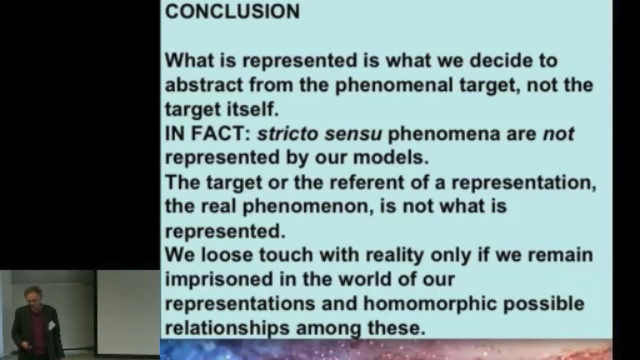 CONCLUSION
What is represented is what we decide to
abstract from the phenomenal target, not the
target itself.
IN FACT: stricto sensu phenomena are not
represented by our models.
The target or the referent of a representation,
the real phenomenon, is not what is
represented.
We loose touch with reality only if we remain
imprisoned in the world of our
representations and homomorphic possible
relationships among these.